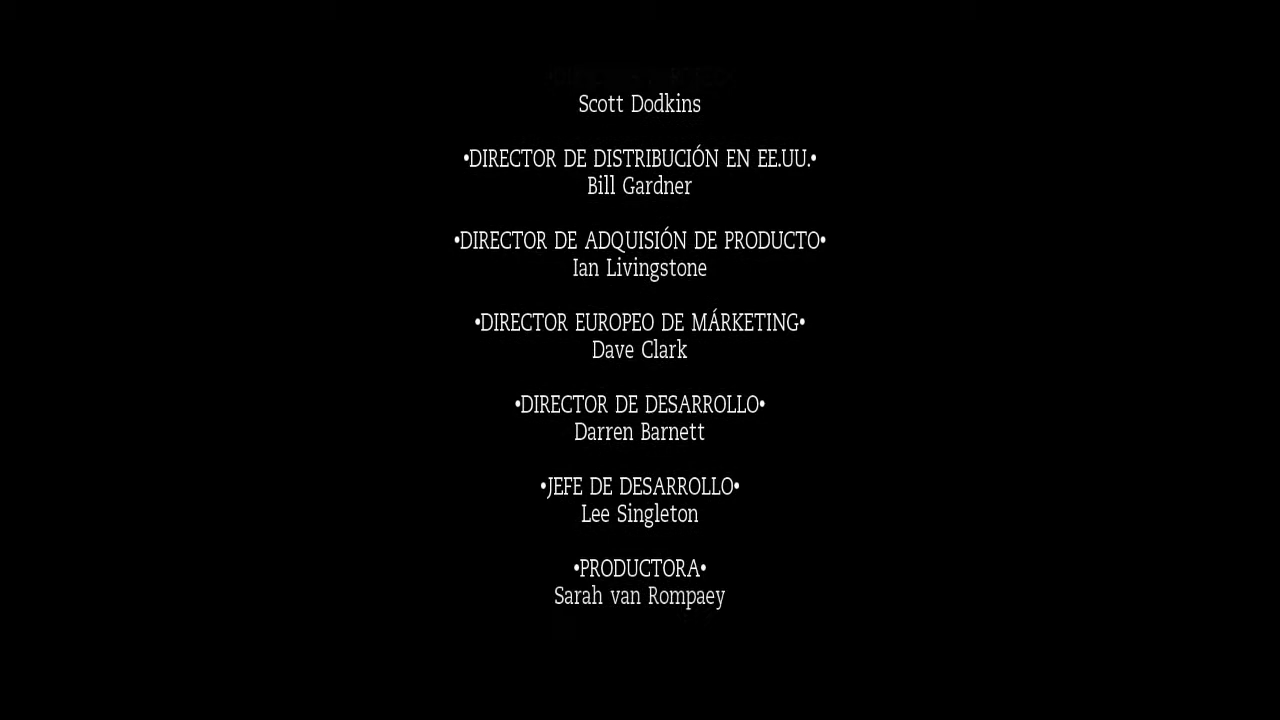 Scott Dodkins
•DIRECTOR DE DISTRIBUCIÓN EN EE.UU.•
Bill Gardner
•DIRECTOR DE ADQUISIÓN DE PRODUCTO•
Ian Livingstone
•DIRECTOR EUROPEO DE MÁRKETING•
Dave Clark
•DIRECTOR DE DESARROLLO•
Darren Barnett
•JEFE DE DESARROLLO•
Lee Singleton
•PRODUCTORA•
Sarah van Rompaey